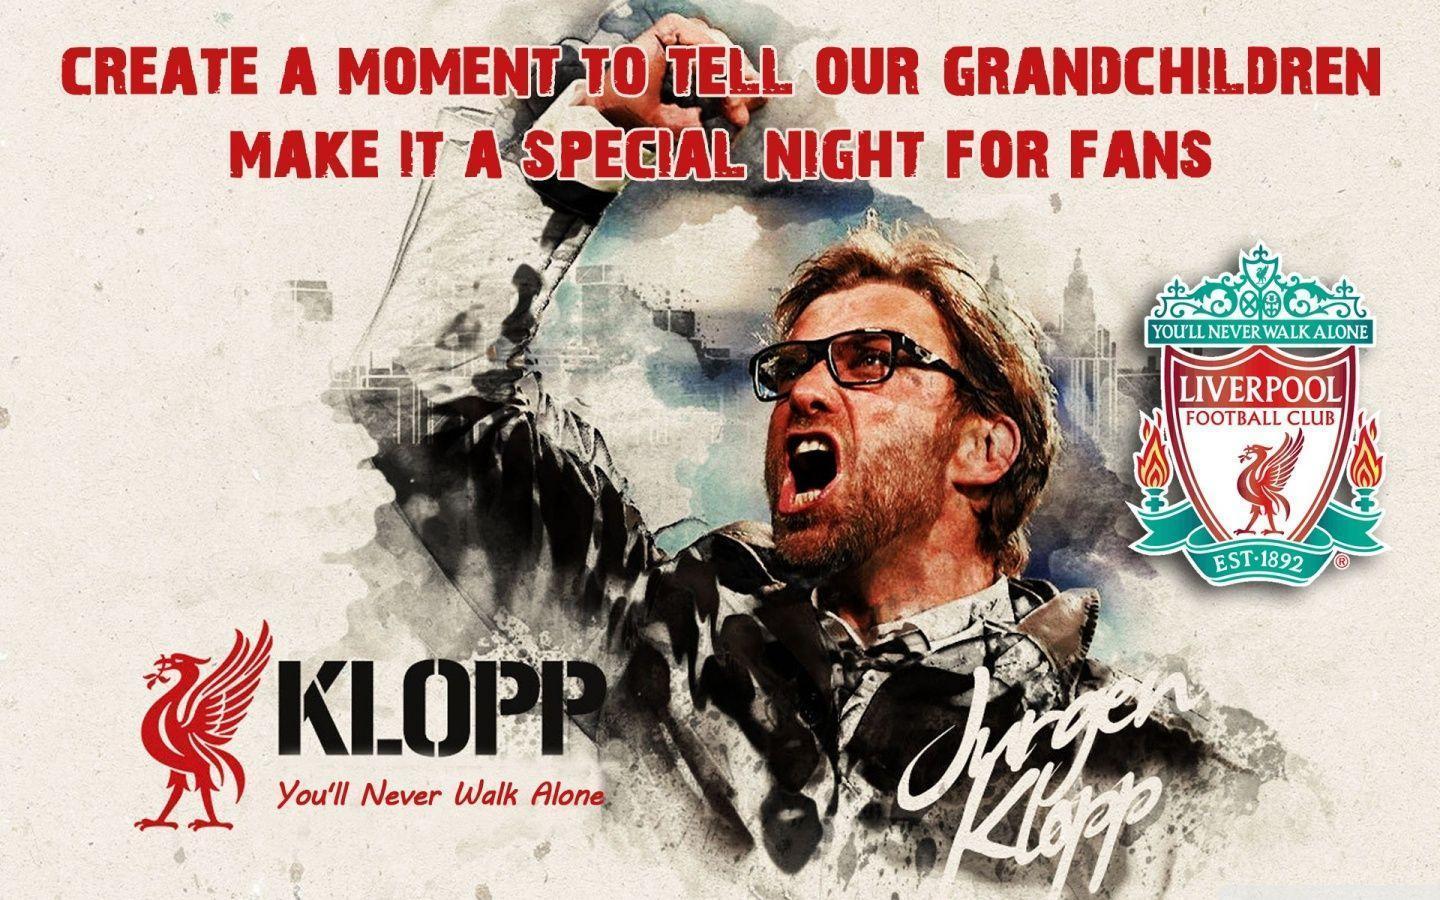 CREATE A MOMENT TO TELL OUR GRANDCHILDREN
MAKE IT A SPECIAL NIGHT FOR FANS
YOU'LL NEVER WALK ALONE
LIVERPOOL
FOOTBALL CLUB
EST·1892 ®
KLOPP
You'll Never Walk Alone
Jurgen
Klopp